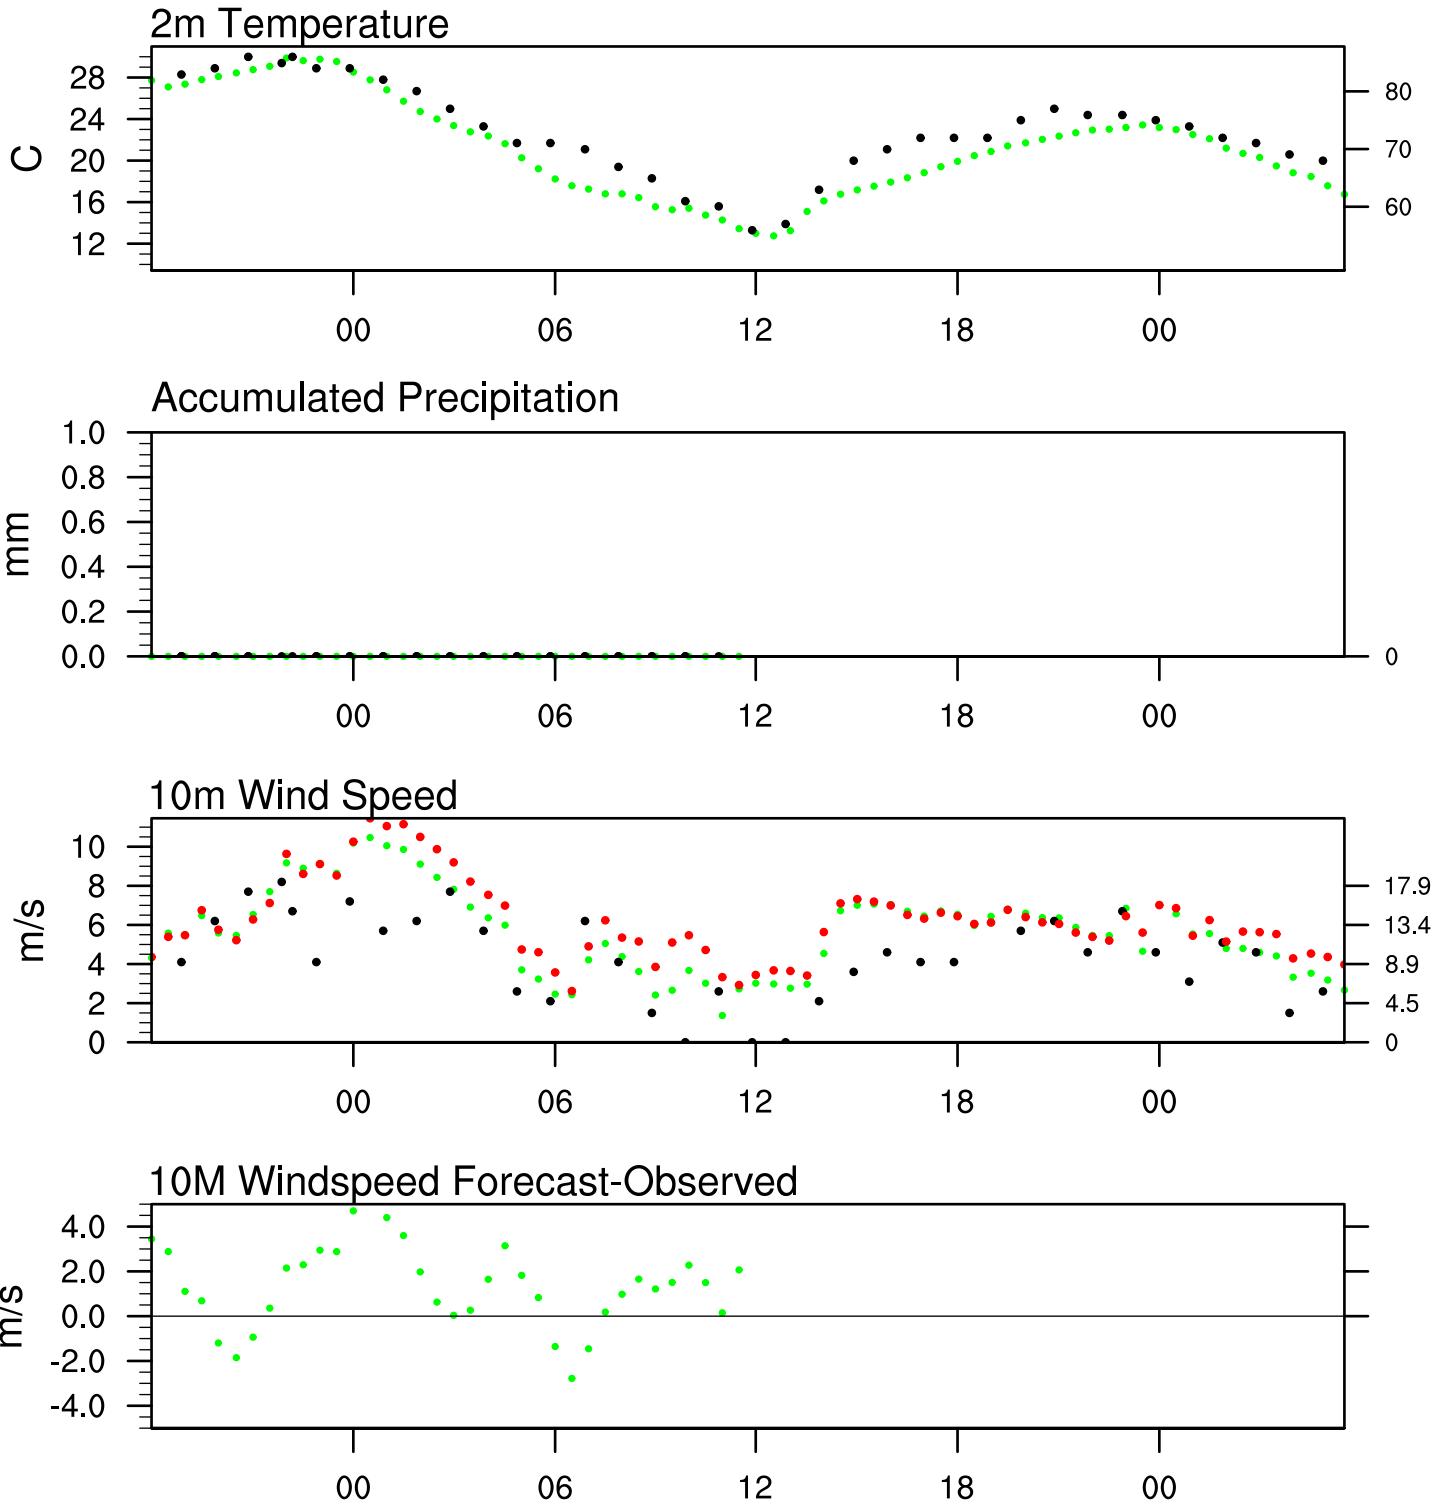 2m Temperature
28
24
20
16
12
C
80
70
60
00 06 12 18 00
Accumulated Precipitation
1.0
0.8
0.6
0.4
0.2
0.0
mm
0
00 06 12 18 00
10m Wind Speed
10
8
6
4
2
0
m/s
17.9
13.4
8.9
4.5
0
00 06 12 18 00
10M Windspeed Forecast-Observed
4.0
2.0
0.0
-2.0
-4.0
m/s
00 06 12 18 00